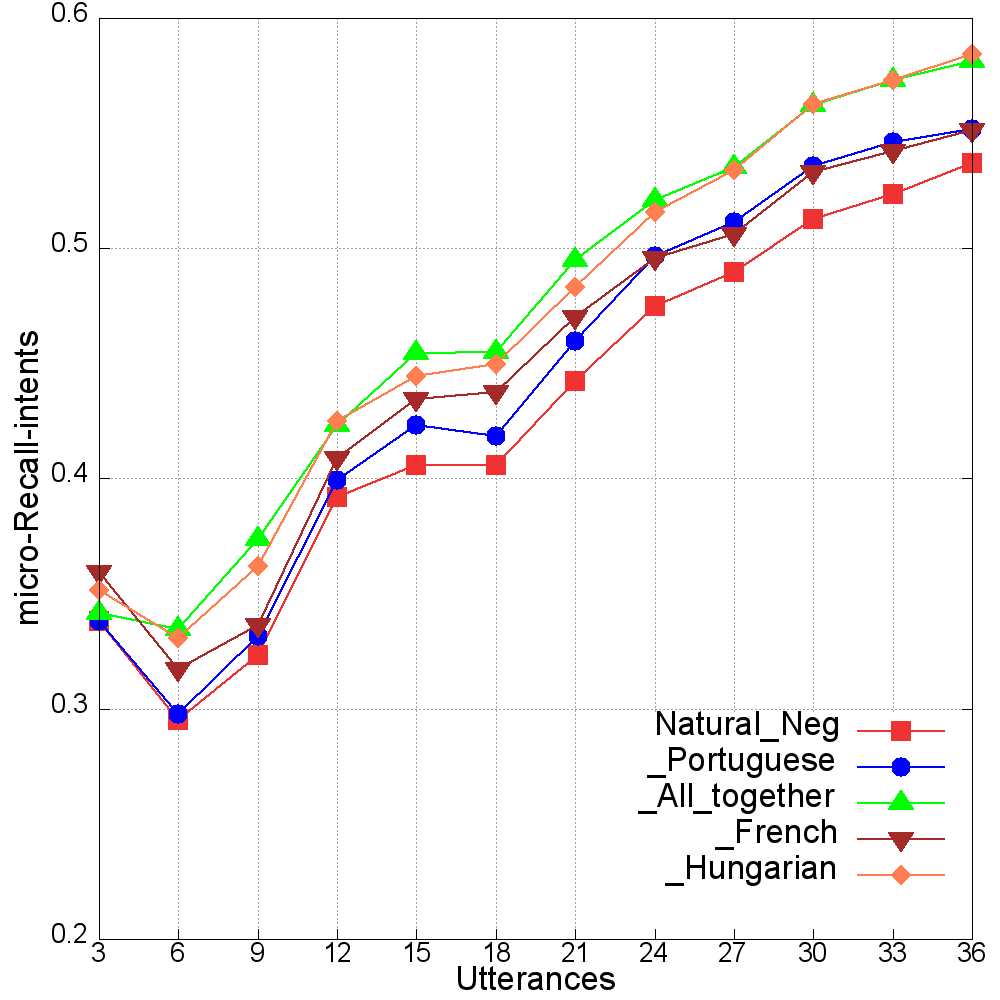 0.6
0.5
0.4
0.3
0.2
micro-Recall-intents
Natural_Neg
_Portuguese
_All_together
_French
_Hungarian
3 6 9 12 15 18 21 24 27 30 33 36
Utterances